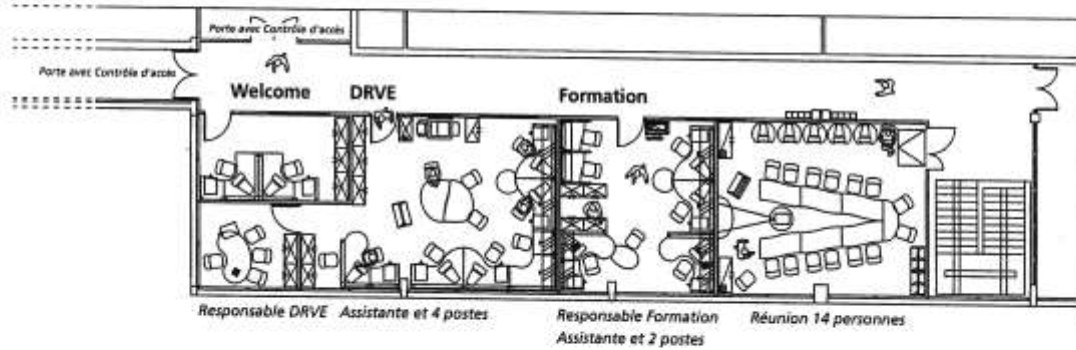 Porte avec Contrôle d'accès
Porte avec Contrôle d'accès
Welcome
DRVE
Formation
Responsable DRVE
Assistante et 4 postes
Responsable Formation
Assistante et 2 postes
Réunion 14 personnes